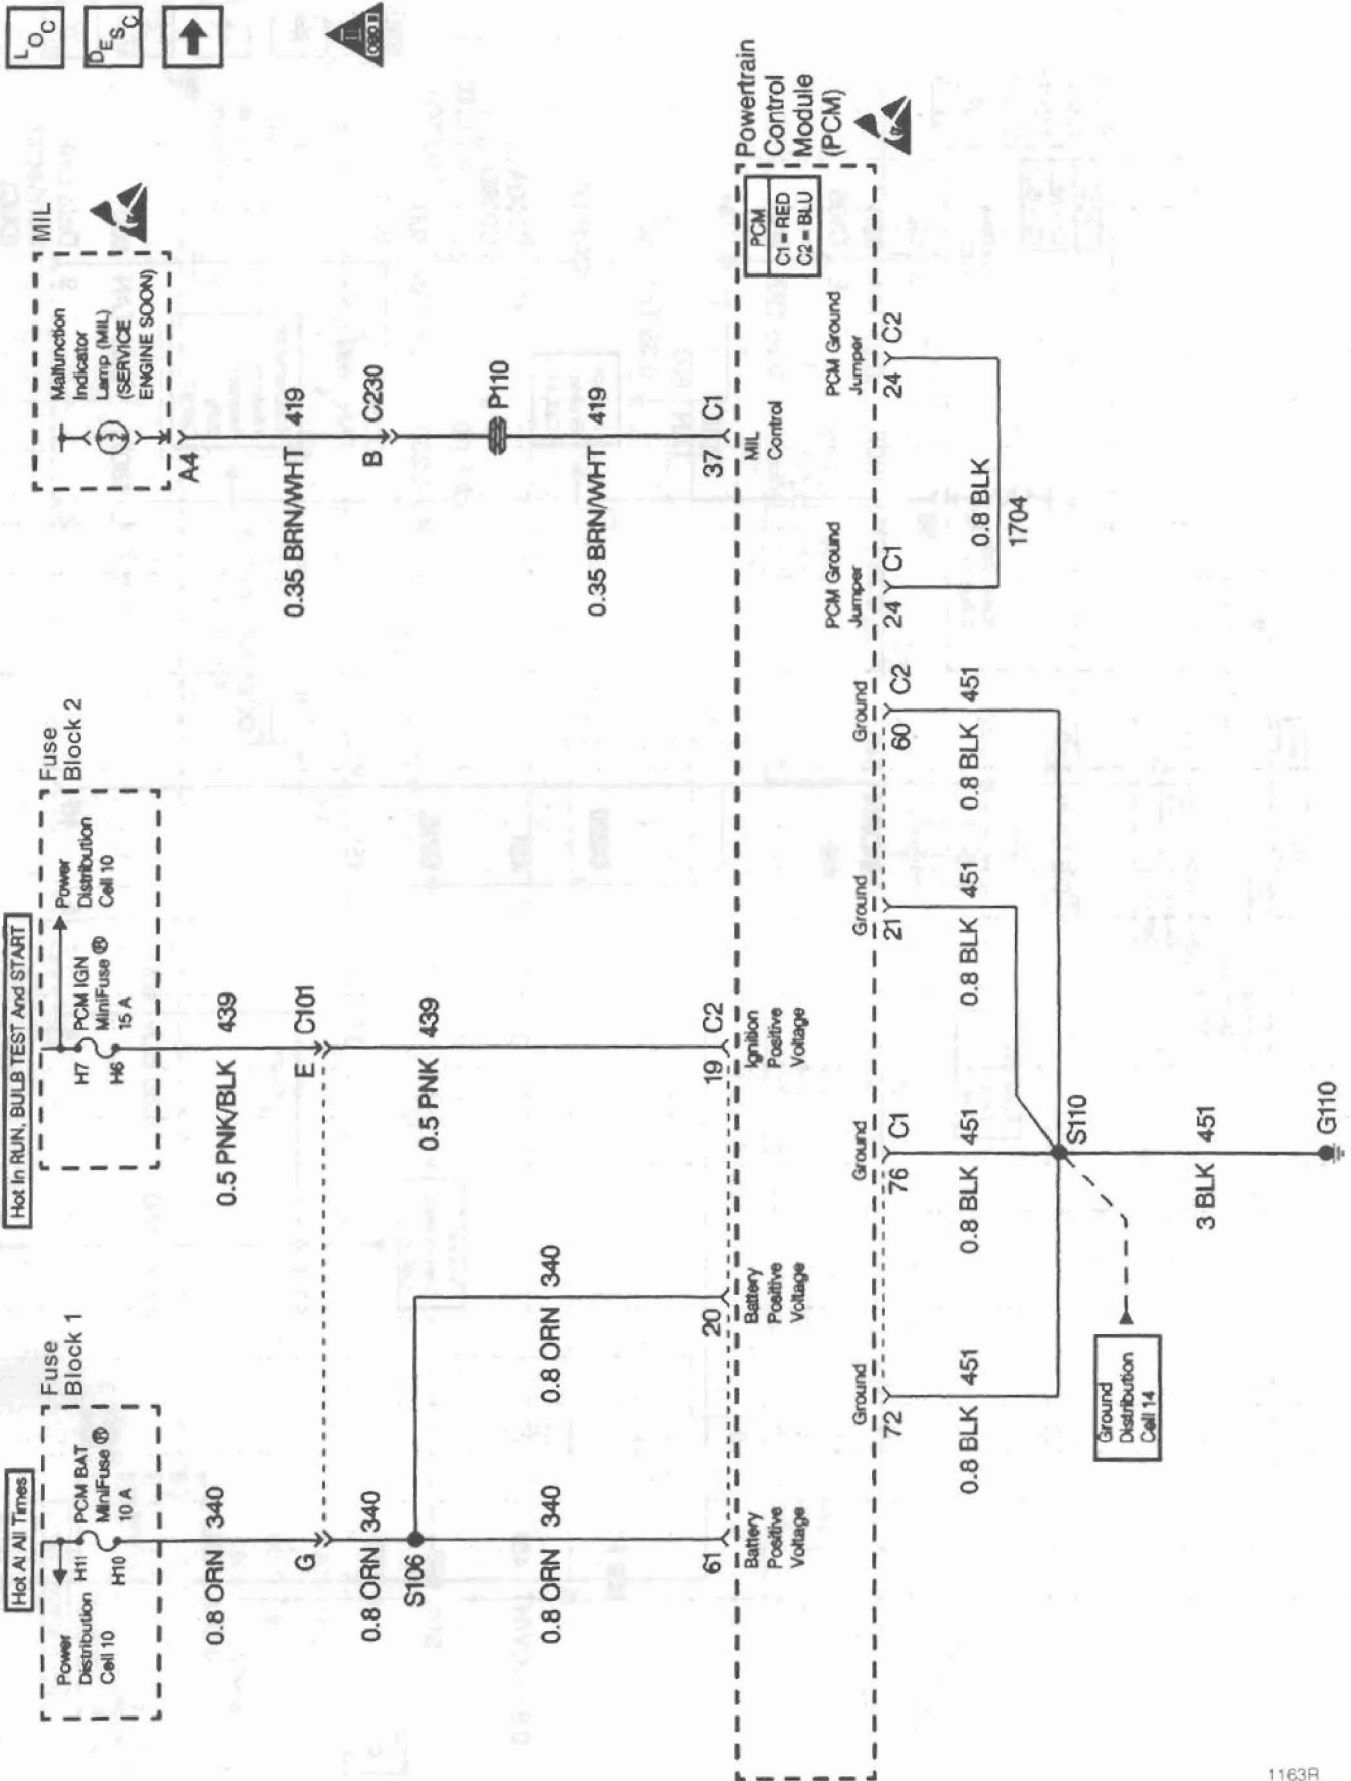 Hot At All Times
Fuse
Block 1
Power
Distribution
Cell 10
H11
PCM BAT
MiniFuse ®
10 A
H10
0.8 ORN 340
G
0.8 ORN 340
S106
0.8 ORN 340
0.8 ORN 340
61
Battery
Positive
Voltage
20
Battery
Positive
Voltage
Hot In RUN, BULB TEST And START
Fuse
Block 2
H7
PCM IGN
MiniFuse ®
15 A
H6
Power
Distribution
Cell 10
0.5 PNK/BLK 439
E C101
0.5 PNK 439
19 C2
Ignition
Positive
Voltage
MIL
Malfunction
Indicator
Lamp (MIL)
(SERVICE
ENGINE SOON)
A4
0.35 BRN/WHT 419
B C230
P110
0.35 BRN/WHT 419
37 C1
MIL
Control
LOC
DESC
II
OBD II
Powertrain
Control
Module
(PCM)
PCM
C1 = RED
C2 = BLU
Ground
72
0.8 BLK 451
Ground
76 C1
0.8 BLK 451
Ground
21
0.8 BLK 451
Ground
60 C2
0.8 BLK 451
PCM Ground
Jumper
24 C1
PCM Ground
Jumper
24 C2
0.8 BLK
1704
S110
Ground
Distribution
Cell 14
3 BLK 451
G110
1163R